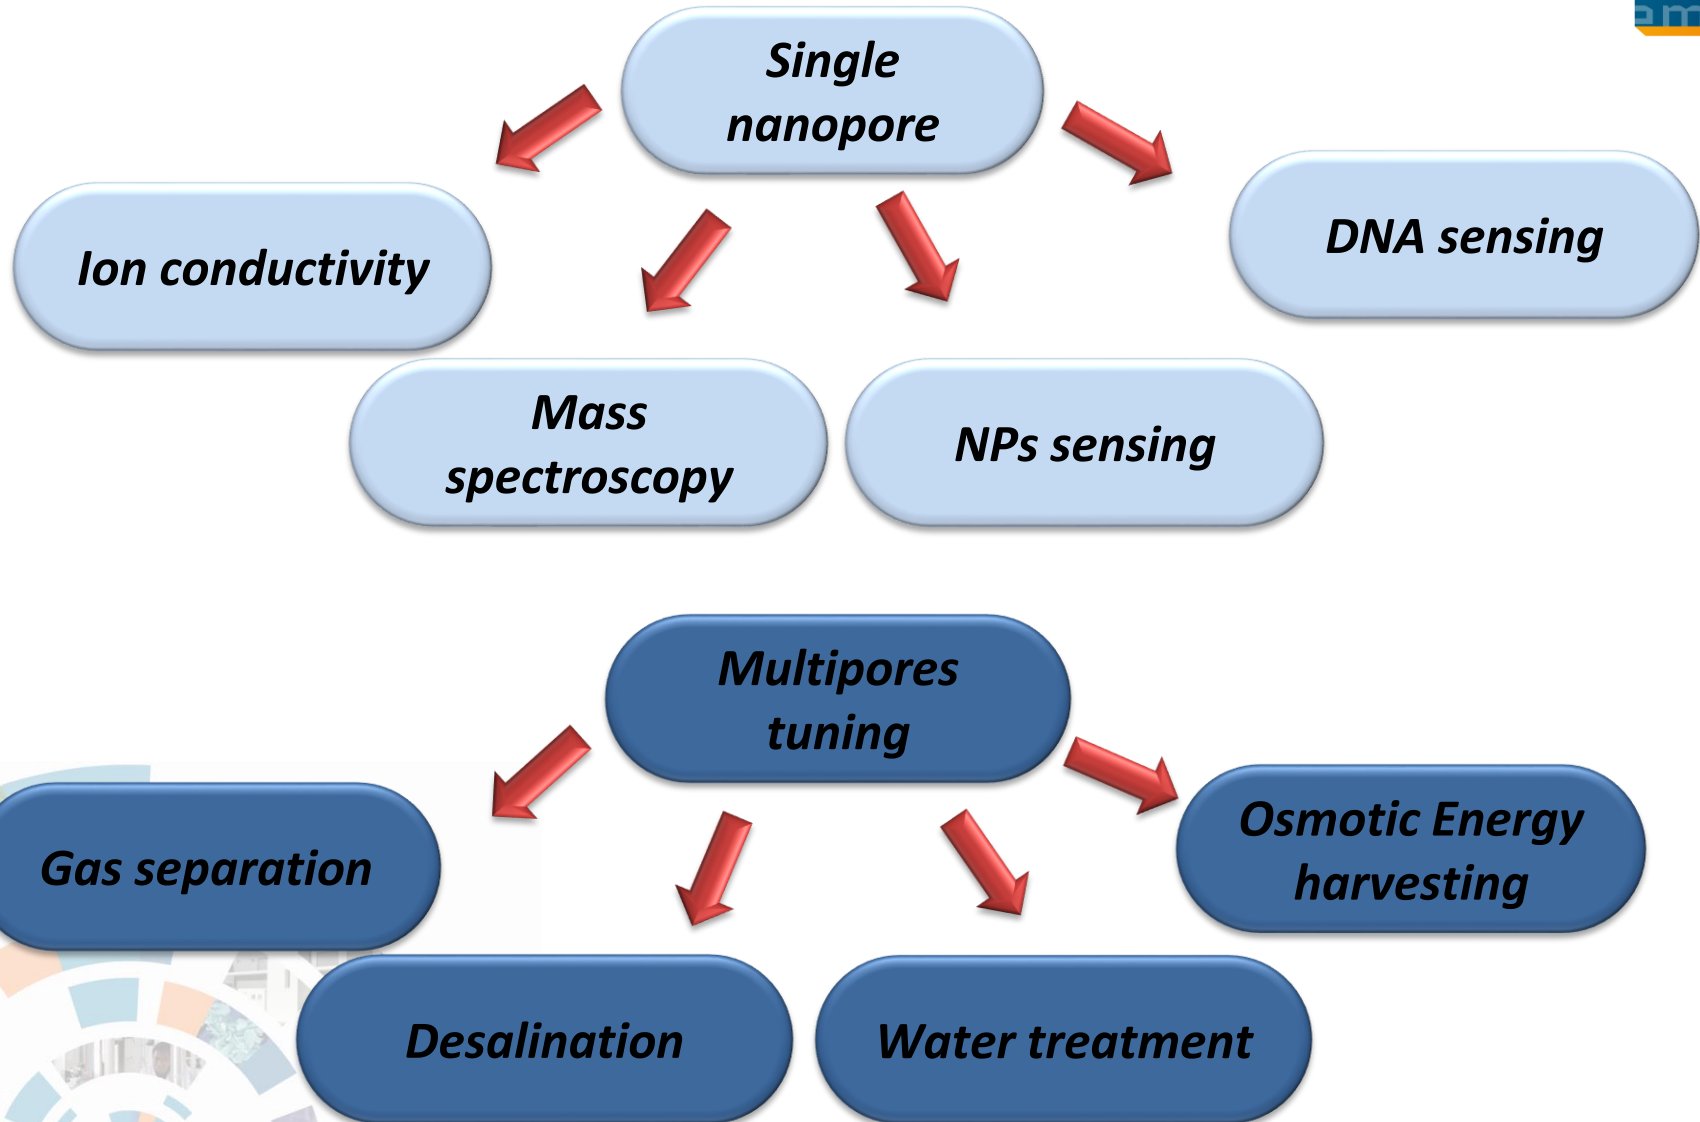 Single
nanopore
Ion conductivity
DNA sensing
Mass
spectroscopy
NPs sensing
Multipores
tuning
Gas separation
Osmotic Energy
harvesting
Desalination
Water treatment